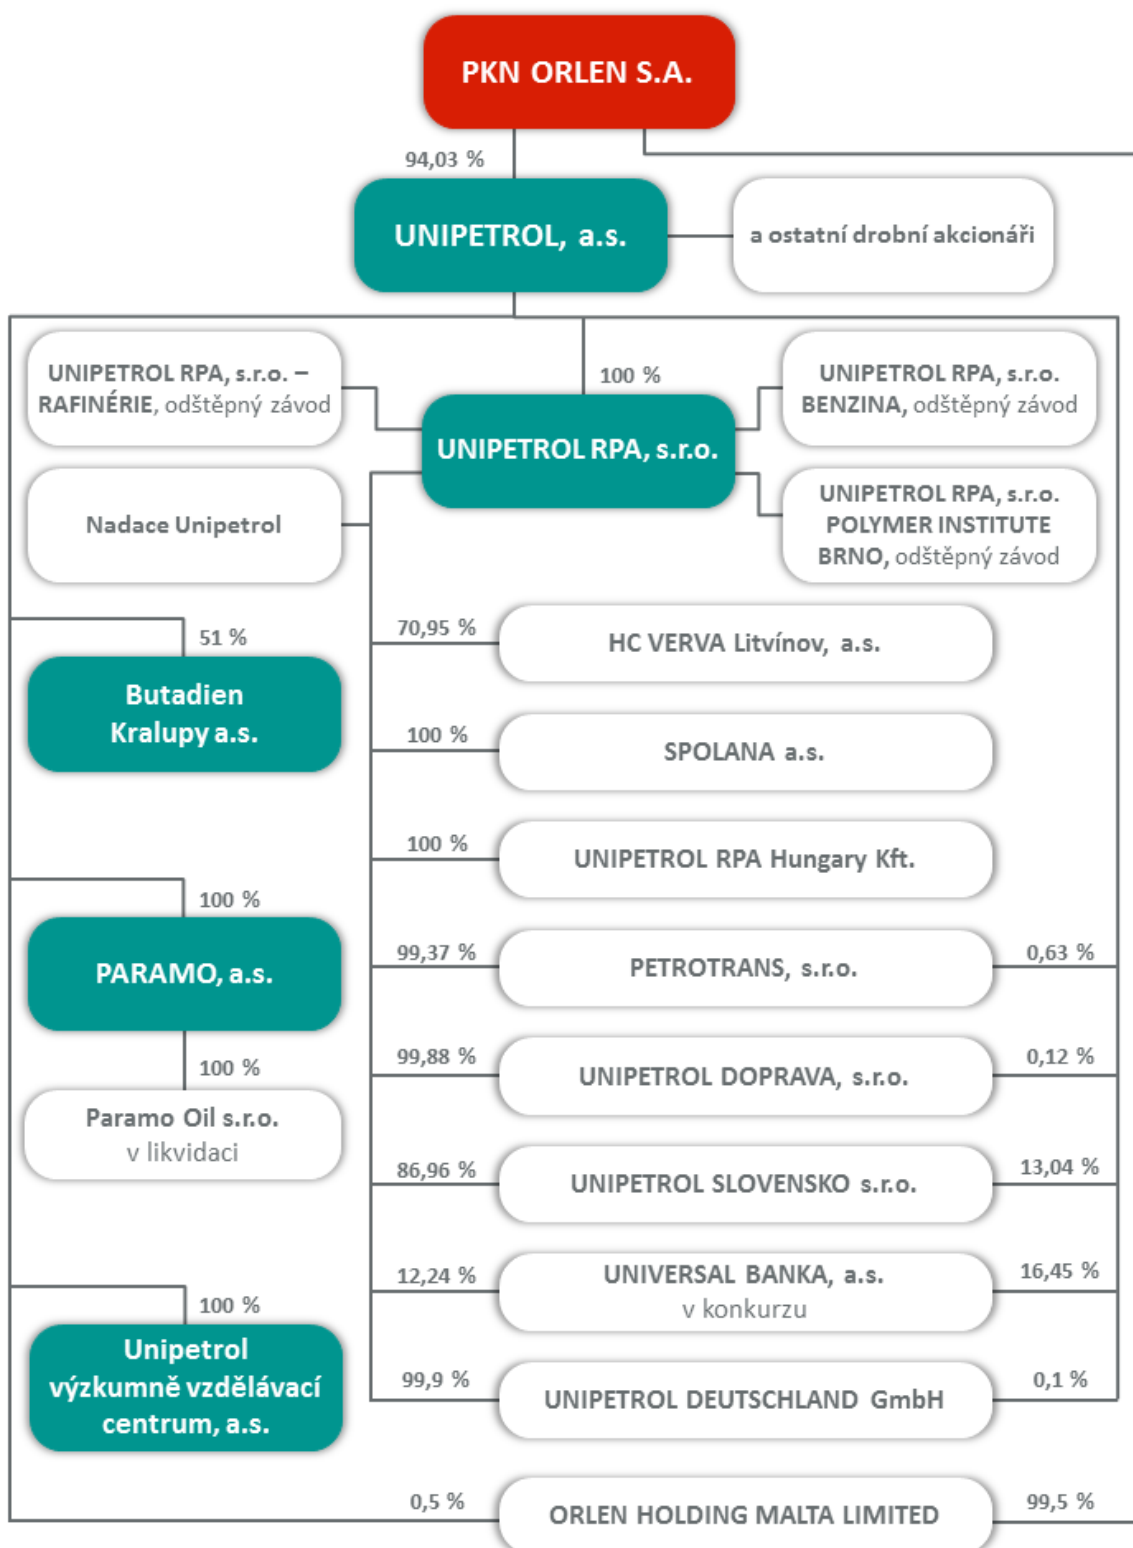 PKN ORLEN S.A.
94,03 %
UNIPETROL, a.s.
a ostatní drobní akcionáři
UNIPETROL RPA, s.r.o. –
RAFINÉRIE, odštěpný závod
100 %
UNIPETROL RPA, s.r.o.
BENZINA, odštěpný závod
UNIPETROL RPA, s.r.o.
Nadace Unipetrol
UNIPETROL RPA, s.r.o.
POLYMER INSTITUTE
BRNO, odštěpný závod
51 %
Butadien
Kralupy a.s.
70,95 %
HC VERVA Litvínov, a.s.
100 %
SPOLANA a.s.
100 %
UNIPETROL RPA Hungary Kft.
100 %
PARAMO, a.s.
99,37 %
PETROTRANS, s.r.o.
0,63 %
100 %
Paramo Oil s.r.o.
v likvidaci
99,88 %
UNIPETROL DOPRAVA, s.r.o.
0,12 %
86,96 %
UNIPETROL SLOVENSKO s.r.o.
13,04 %
12,24 %
UNIVERSAL BANKA, a.s.
v konkurzu
16,45 %
100 %
Unipetrol
výzkumně vzdělávací
centrum, a.s.
99,9 %
UNIPETROL DEUTSCHLAND GmbH
0,1 %
0,5 %
ORLEN HOLDING MALTA LIMITED
99,5 %